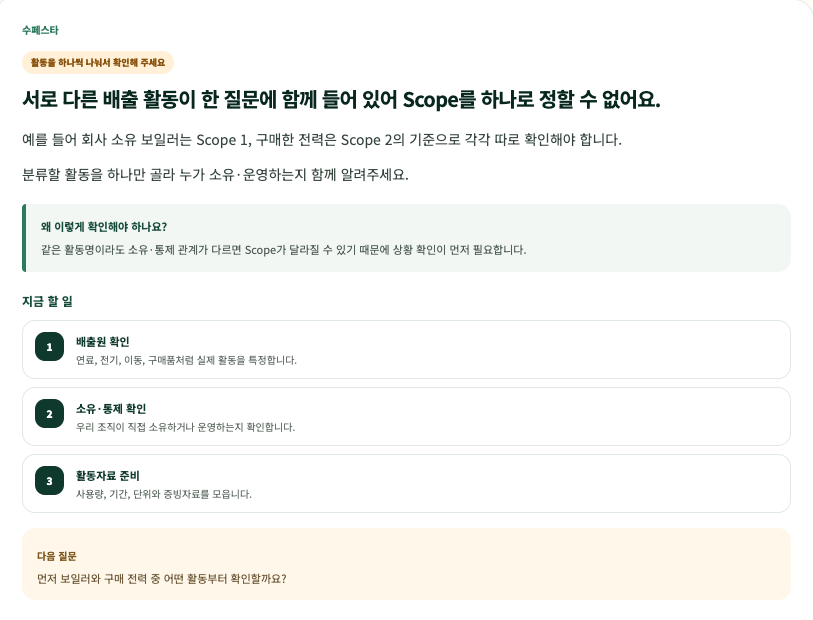 수페스타
활동을 하나씩 나눠서 확인해 주세요
서로 다른 배출 활동이 한 질문에 함께 들어 있어 Scope를 하나로 정할 수 없어요.
예를 들어 회사 소유 보일러는 Scope 1, 구매한 전력은 Scope 2의 기준으로 각각 따로 확인해야 합니다.
분류할 활동을 하나만 골라 누가 소유·운영하는지 함께 알려주세요.
왜 이렇게 확인해야 하나요?
같은 활동명이라도 소유·통제 관계가 다르면 Scope가 달라질 수 있기 때문에 상황 확인이 먼저 필요합니다.
지금 할 일
1
배출원 확인
연료, 전기, 이동, 구매품처럼 실제 활동을 특정합니다.
2
소유·통제 확인
우리 조직이 직접 소유하거나 운영하는지 확인합니다.
3
활동자료 준비
사용량, 기간, 단위와 증빙자료를 모읍니다.
다음 질문
먼저 보일러와 구매 전력 중 어떤 활동부터 확인할까요?